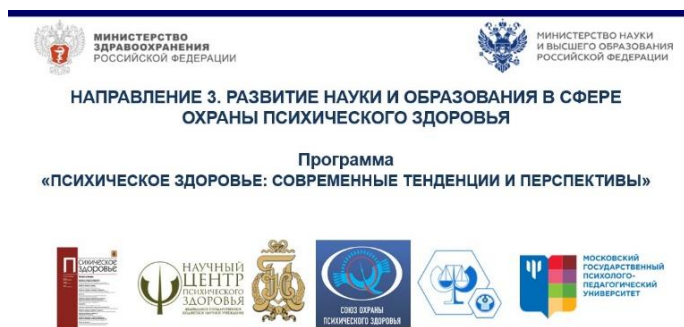 МИНИСТЕРСТВО
ЗДРАВООХРАНЕНИЯ
РОССИЙСКОЙ ФЕДЕРАЦИИ
МИНИСТЕРСТВО НАУКИ
И ВЫСШЕГО ОБРАЗОВАНИЯ
РОССИЙСКОЙ ФЕДЕРАЦИИ
НАПРАВЛЕНИЕ 3. РАЗВИТИЕ НАУКИ И ОБРАЗОВАНИЯ В СФЕРЕ
ОХРАНЫ ПСИХИЧЕСКОГО ЗДОРОВЬЯ
Программа
«ПСИХИЧЕСКОЕ ЗДОРОВЬЕ: СОВРЕМЕННЫЕ ТЕНДЕНЦИИ И ПЕРСПЕКТИВЫ»
ПСИХИЧЕСКОЕ
ЗДОРОВЬЕ
НАУЧНЫЙ
ЦЕНТР
ПСИХИЧЕСКОГО
ЗДОРОВЬЯ
СОЮЗ ОХРАНЫ
ПСИХИЧЕСКОГО ЗДОРОВЬЯ
МОСКОВСКИЙ
ГОСУДАРСТВЕННЫЙ
ПСИХОЛОГО-
ПЕДАГОГИЧЕСКИЙ
УНИВЕРСИТЕТ